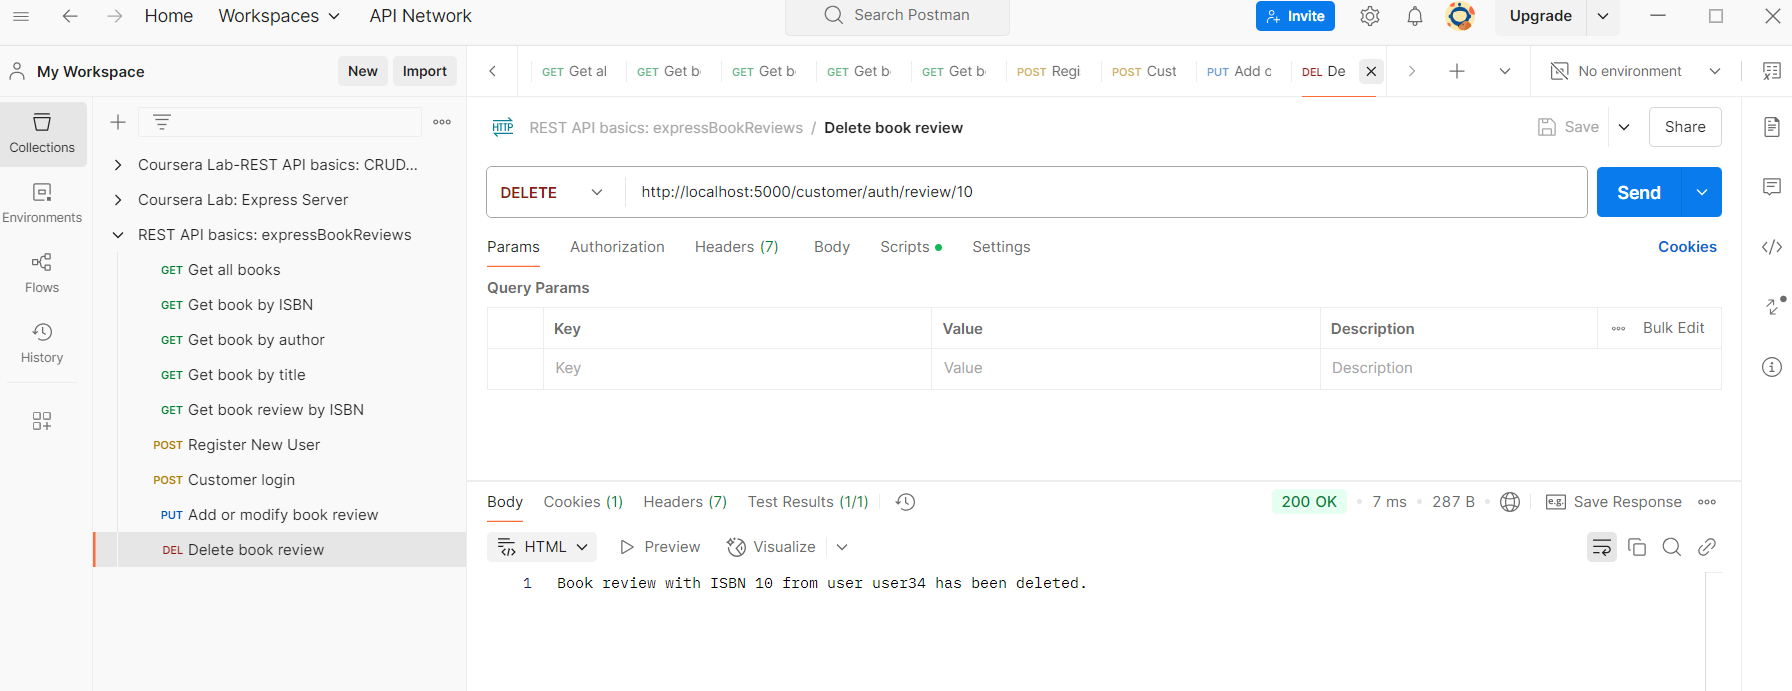 Home Workspaces API Network Search Postman Invite Upgrade
My Workspace New Import GET Get al GET Get b GET Get b GET Get b GET Get b POST Regi POST Cust PUT Add c DEL De No environment
Collections
Environments
Flows
History
Coursera Lab-REST API basics: CRUD...
Coursera Lab: Express Server
REST API basics: expressBookReviews
GET Get all books
GET Get book by ISBN
GET Get book by author
GET Get book by title
GET Get book review by ISBN
POST Register New User
POST Customer login
PUT Add or modify book review
DEL Delete book review
HTTP REST API basics: expressBookReviews / Delete book review Save Share
DELETE http://localhost:5000/customer/auth/review/10 Send
Params Authorization Headers (7) Body Scripts Settings Cookies
Query Params
Key Value Description Bulk Edit
Key Value Description
Body Cookies (1) Headers (7) Test Results (1/1) 200 OK • 7 ms • 287 B • e.g. Save Response
HTML Preview Visualize
1 Book review with ISBN 10 from user user34 has been deleted.